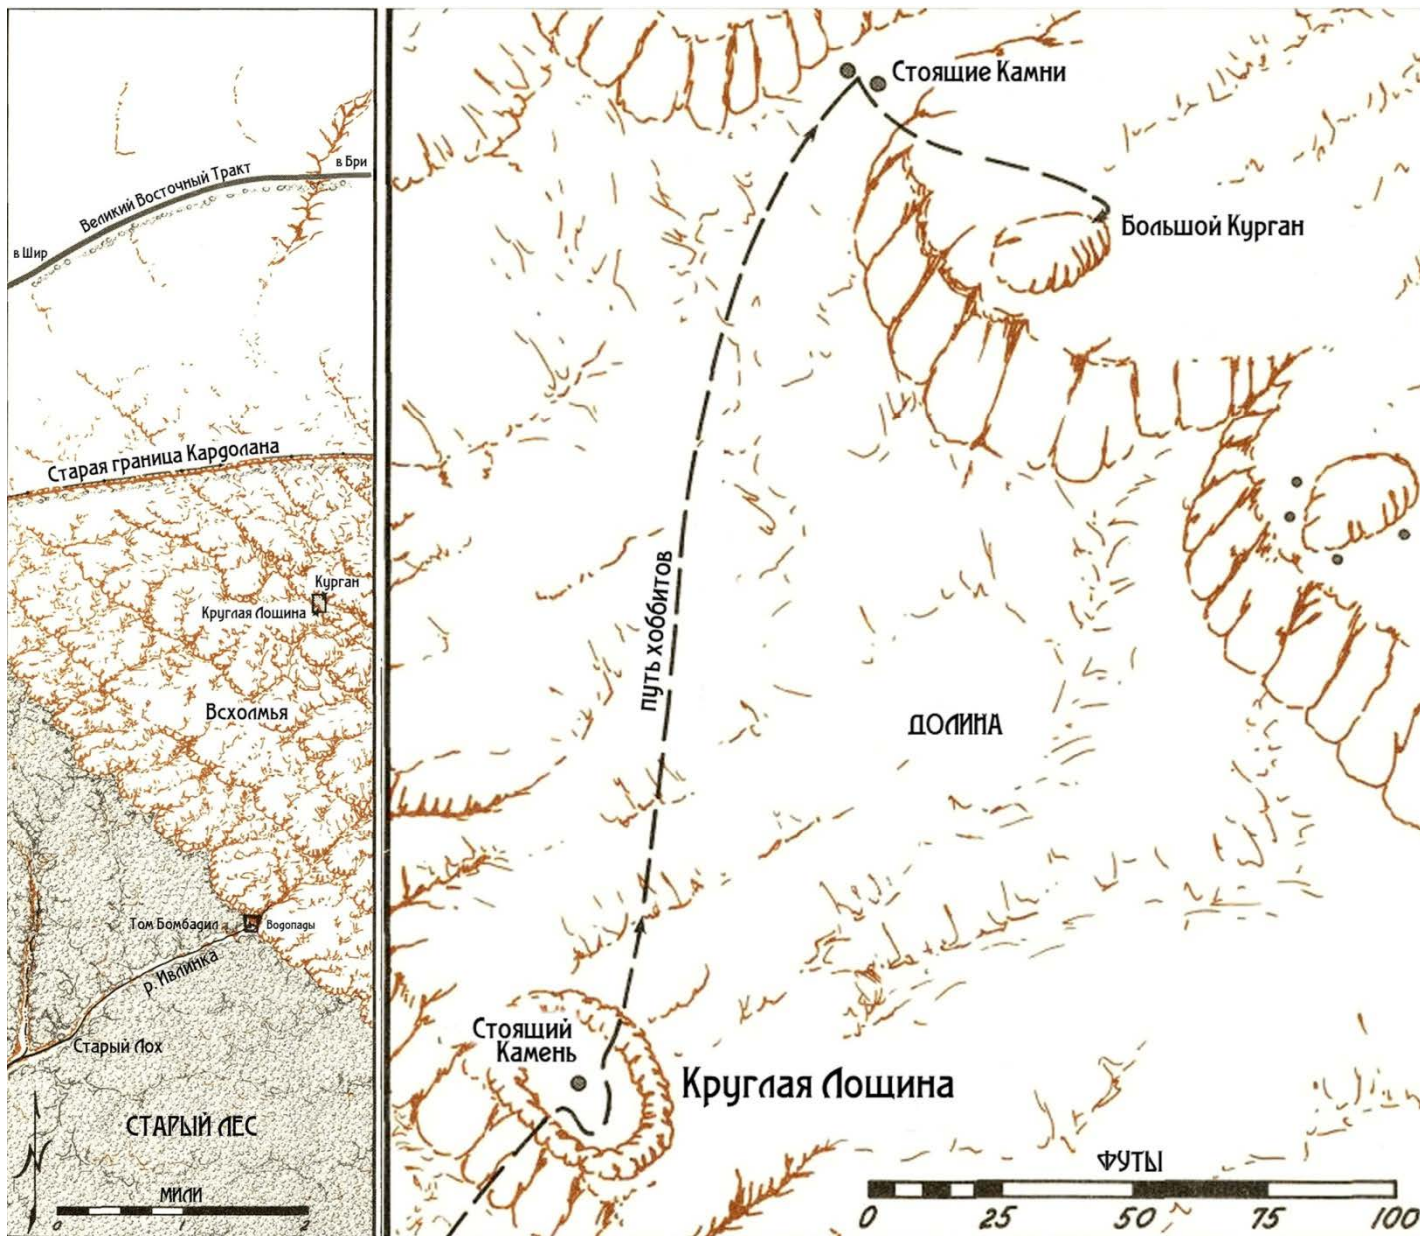 Великий Восточный Тракт
в Бри
в Шир
Старая граница Кардолана
Курган
Круглая Лощина
Всхолмья
Том Бомбадил
Водопады
р. Ивлинка
Старый Лох
СТАРЫЙ ЛЕС
N
МИЛИ
0 1 2
Стоящие Камни
Большой Курган
путь хоббитов
ДОЛИНА
Стоящий
Камень
Круглая Лощина
ФУТЫ
0 25 50 75 100